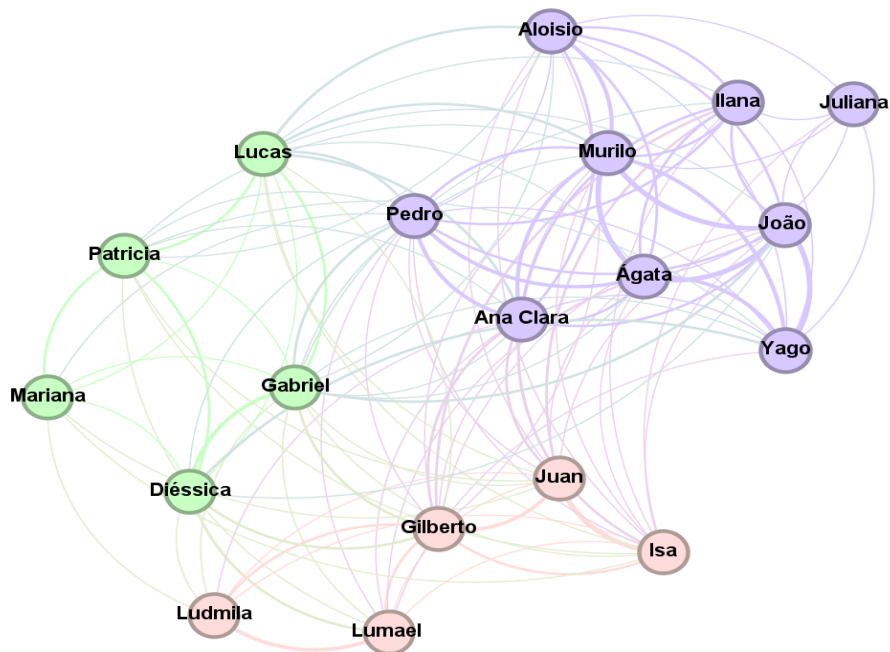 Aloisio
Ilana
Juliana
Lucas
Murilo
Pedro
João
Patricia
Ágata
Ana Clara
Yago
Gabriel
Mariana
Diéssica
Juan
Gilberto
Isa
Ludmila
Lumael